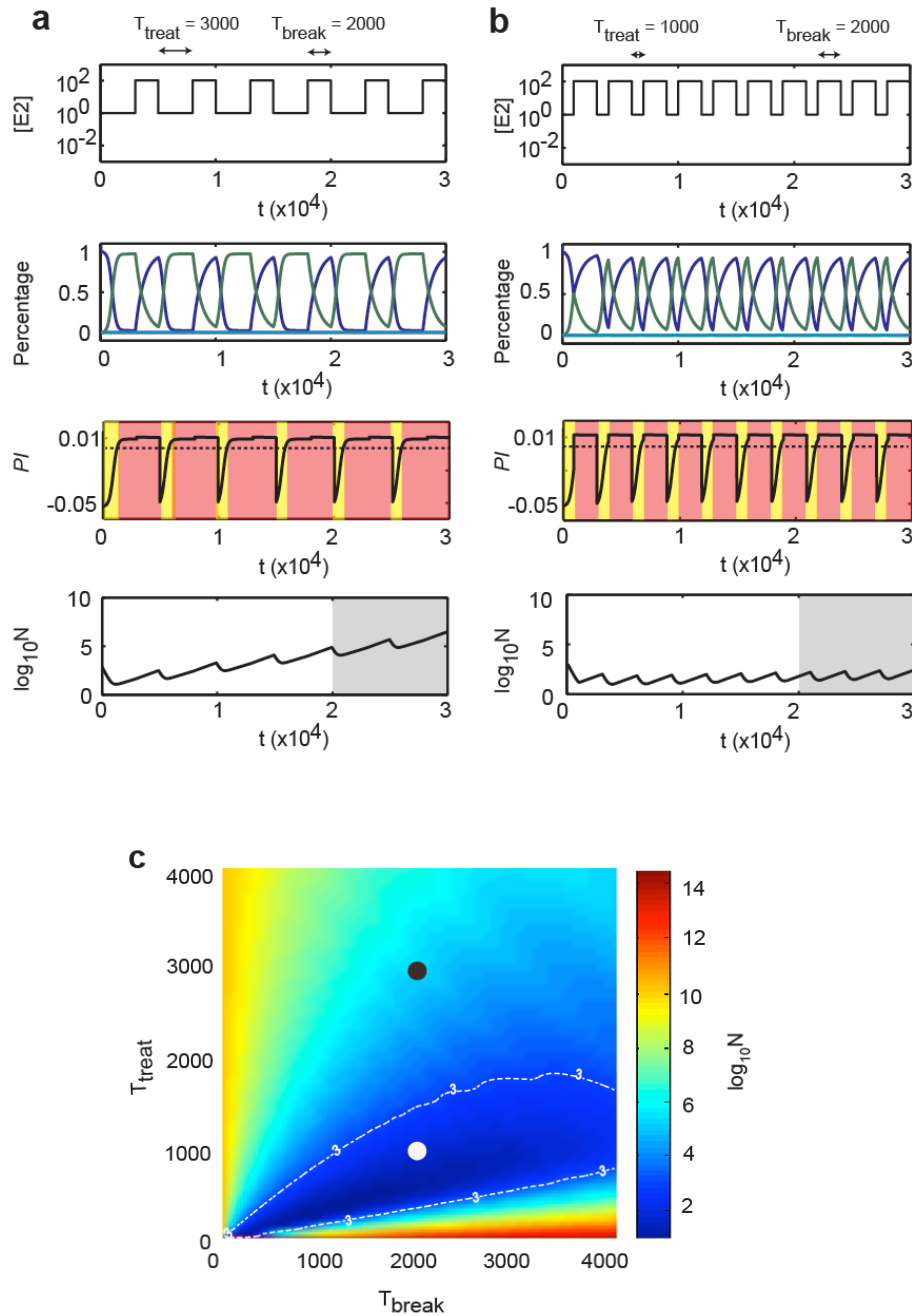 a
T_treat = 3000
T_break = 2000
[E2]
10^2
10^0
10^-2
0 1 2 3
t (x10^4)
Percentage
1
0.5
0
0 1 2 3
t (x10^4)
PI
0.01
-0.05
0 1 2 3
t (x10^4)
log_10N
10
5
0
0 1 2 3
t (x10^4)
b
T_treat = 1000
T_break = 2000
[E2]
10^2
10^0
10^-2
0 1 2 3
t (x10^4)
Percentage
1
0.5
0
0 1 2 3
t (x10^4)
PI
0.01
-0.05
0 1 2 3
t (x10^4)
log_10N
10
5
0
0 1 2 3
t (x10^4)
c
T_treat
4000
3000
2000
1000
0
3
3
3
3
3
3
3
3
0 1000 2000 3000 4000
T_break
14
12
10
8
6
4
2
log_10N